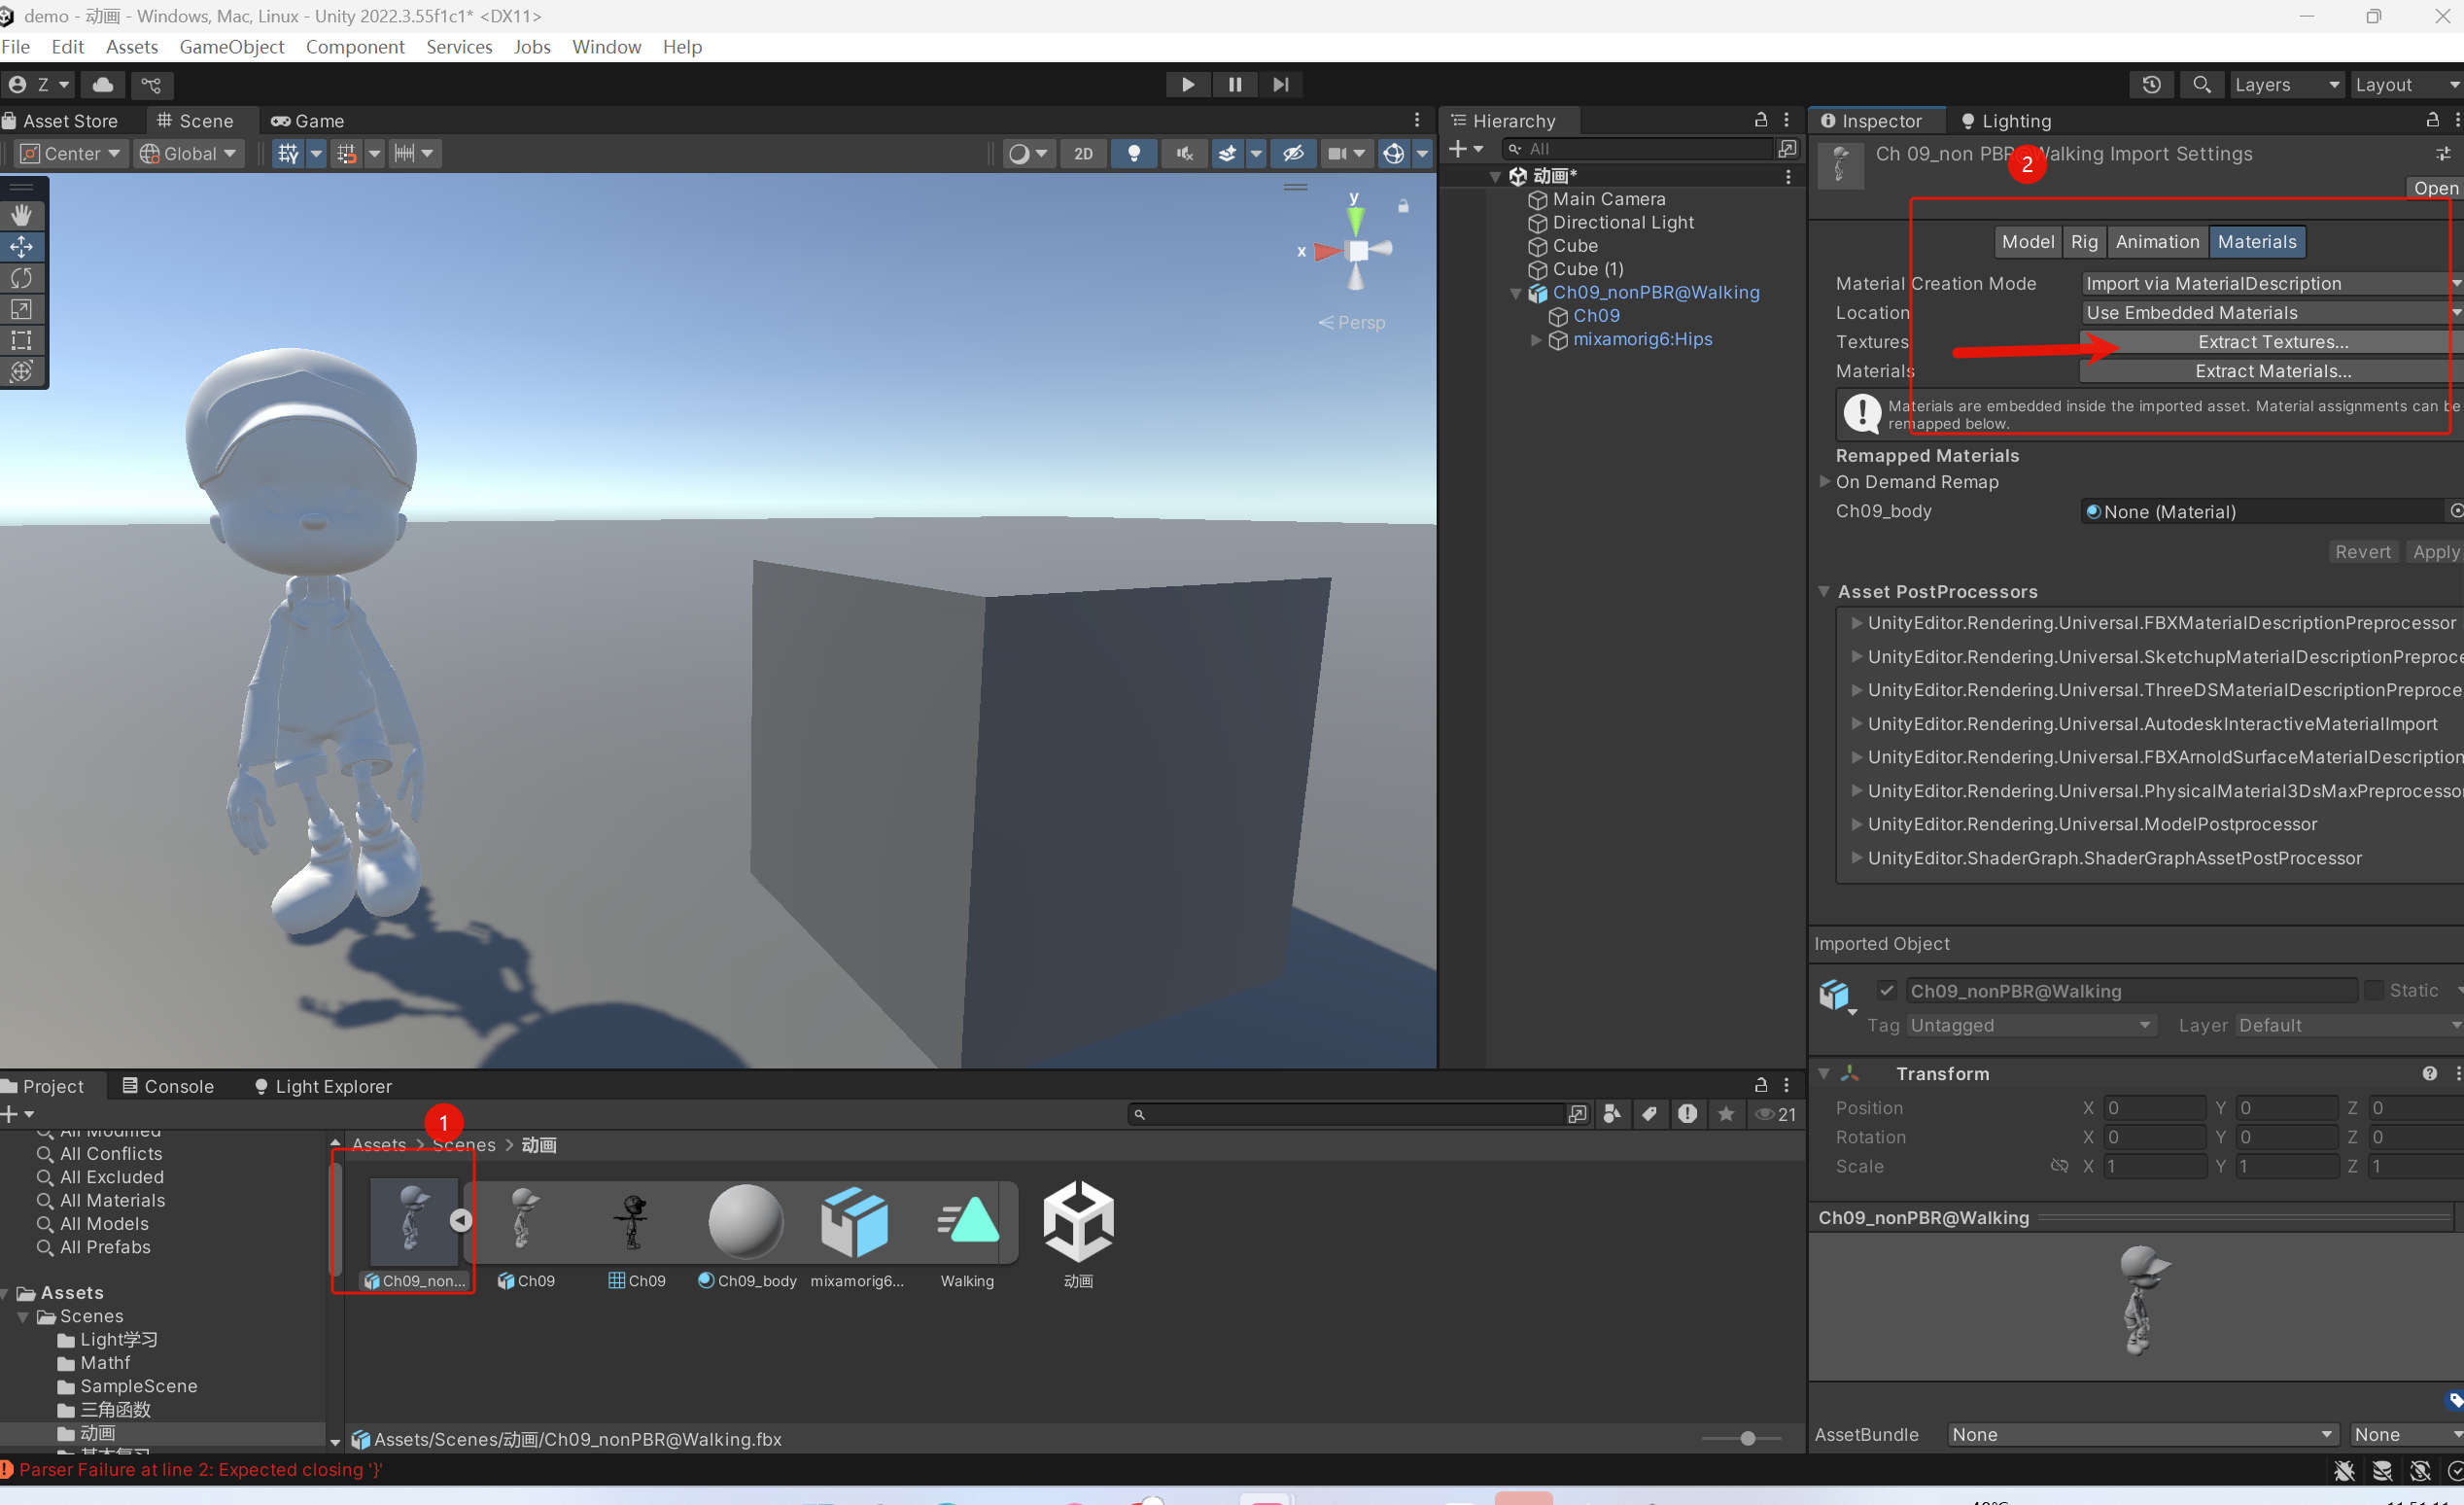 demo - 动画 - Windows, Mac, Linux - Unity 2022.3.55f1c1* <DX11>
File Edit Assets GameObject Component Services Jobs Window Help
Z Layers Layout
Asset Store Scene Game
Center Global 2D
y
x
Persp
Hierarchy
All
动画*
Main Camera
Directional Light
Cube
Cube (1)
Ch09_nonPBR@Walking
Ch09
mixamorig6:Hips
Inspector Lighting
Ch 09_non PBR@Walking Import Settings
2
Open
Model Rig Animation Materials
Material Creation Mode Import via MaterialDescription
Location Use Embedded Materials
Textures Extract Textures...
Materials Extract Materials...
Materials are embedded inside the imported asset. Material assignments can be
remapped below.
Remapped Materials
On Demand Remap
Ch09_body None (Material)
Revert Apply
Asset PostProcessors
UnityEditor.Rendering.Universal.FBXMaterialDescriptionPreprocessor
UnityEditor.Rendering.Universal.SketchupMaterialDescriptionPreproce
UnityEditor.Rendering.Universal.ThreeDSMaterialDescriptionPreproce
UnityEditor.Rendering.Universal.AutodeskInteractiveMaterialImport
UnityEditor.Rendering.Universal.FBXArnoldSurfaceMaterialDescription
UnityEditor.Rendering.Universal.PhysicalMaterial3DsMaxPreprocesso
UnityEditor.Rendering.Universal.ModelPostprocessor
UnityEditor.ShaderGraph.ShaderGraphAssetPostProcessor
Imported Object
Ch09_nonPBR@Walking Static
Tag Untagged Layer Default
Transform
Position X 0 Y 0 Z 0
Rotation X 0 Y 0 Z 0
Scale X 1 Y 1 Z 1
Ch09_nonPBR@Walking
AssetBundle None None
Project Console Light Explorer
1
21
All Modified
All Conflicts
All Excluded
All Materials
All Models
All Prefabs
Assets
Scenes
Light学习
Mathf
SampleScene
三角函数
动画
Assets > Scenes > 动画
Ch09_non... Ch09 Ch09 Ch09_body mixamorig6... Walking 动画
Assets/Scenes/动画/Ch09_nonPBR@Walking.fbx
Parser Failure at line 2: Expected closing '}'